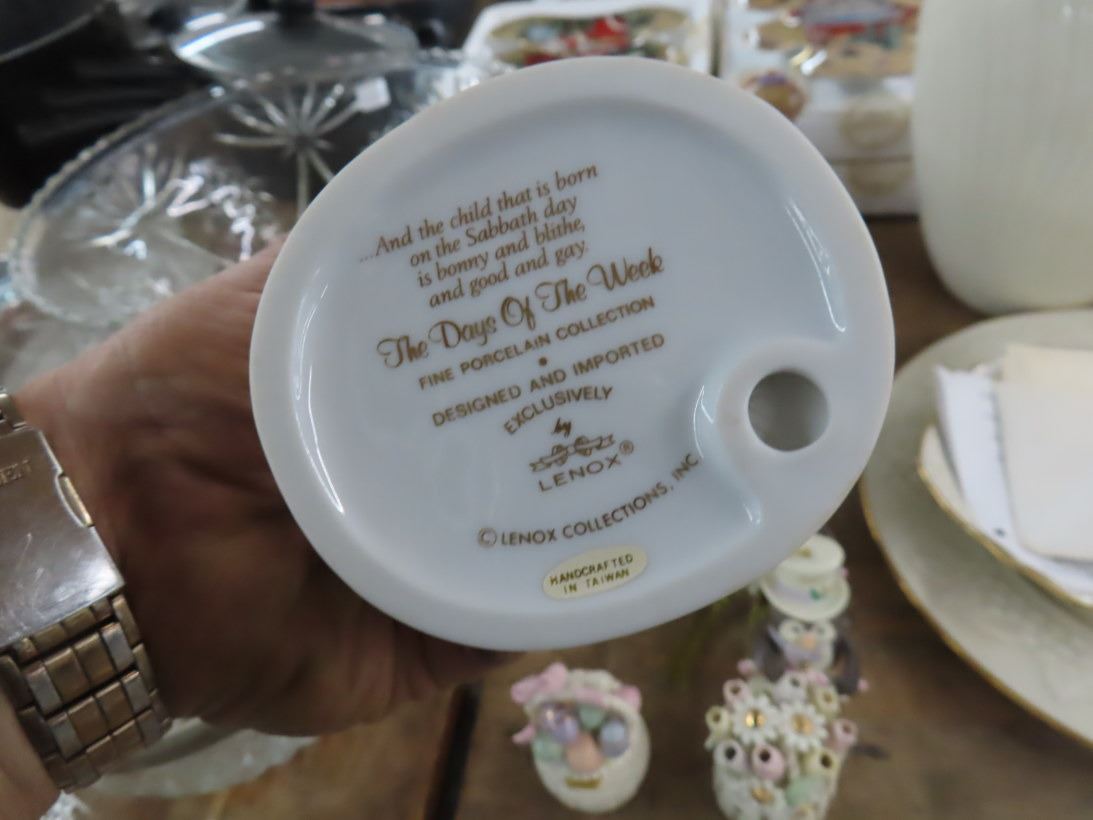 ...And the child that is born
on the Sabbath day
is bonny and blithe,
and good and gay.
The Days Of The Week
FINE PORCELAIN COLLECTION
•
DESIGNED AND IMPORTED
EXCLUSIVELY
by
LENOX®
© LENOX COLLECTIONS, INC
HANDCRAFTED
IN TAIWAN